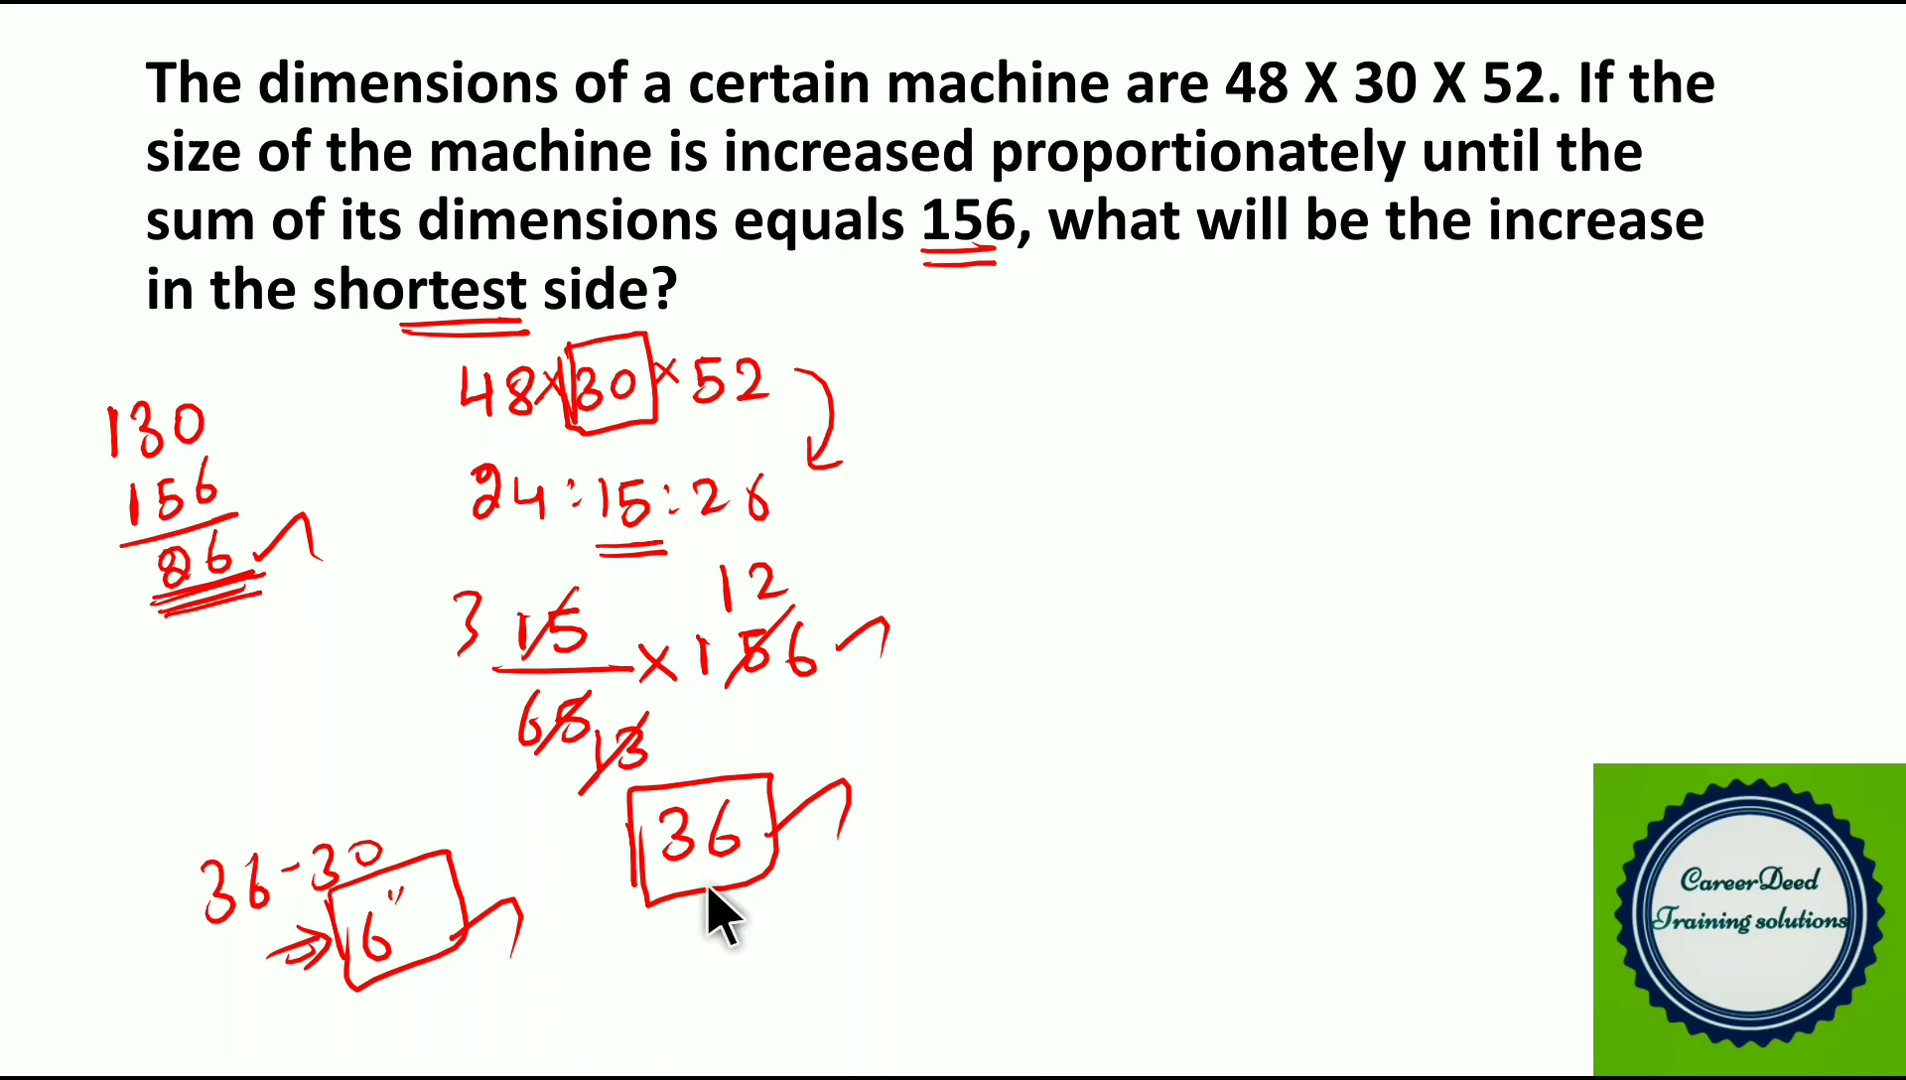 The dimensions of a certain machine are 48 X 30 X 52. If the
size of the machine is increased proportionately until the
sum of its dimensions equals 156, what will be the increase
in the shortest side?
48 x 30 x 52
130
156
26
24 : 15 : 26
3 15 12
x 156
65 13
36
36 - 30
6"
CareerDeed
Training solutions